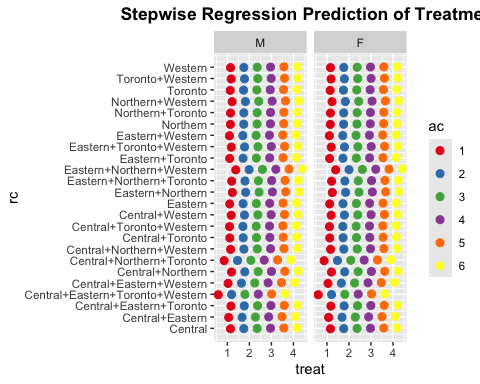 Stepwise Regression Prediction of Treatme
M F
Western
Toronto+Western
Toronto
Northern+Western
Northern+Toronto
Northern
Eastern+Western
Eastern+Toronto+Western
Eastern+Toronto
Eastern+Northern+Western
Eastern+Northern+Toronto
Eastern+Northern
Eastern
Central+Western
Central+Toronto+Western
Central+Toronto
Central+Northern+Western
Central+Northern+Toronto
Central+Northern
Central+Eastern+Western
Central+Eastern+Toronto+Western
Central+Eastern+Toronto
Central+Eastern
Central
rc
1 2 3 4 1 2 3 4
treat
ac
1
2
3
4
5
6